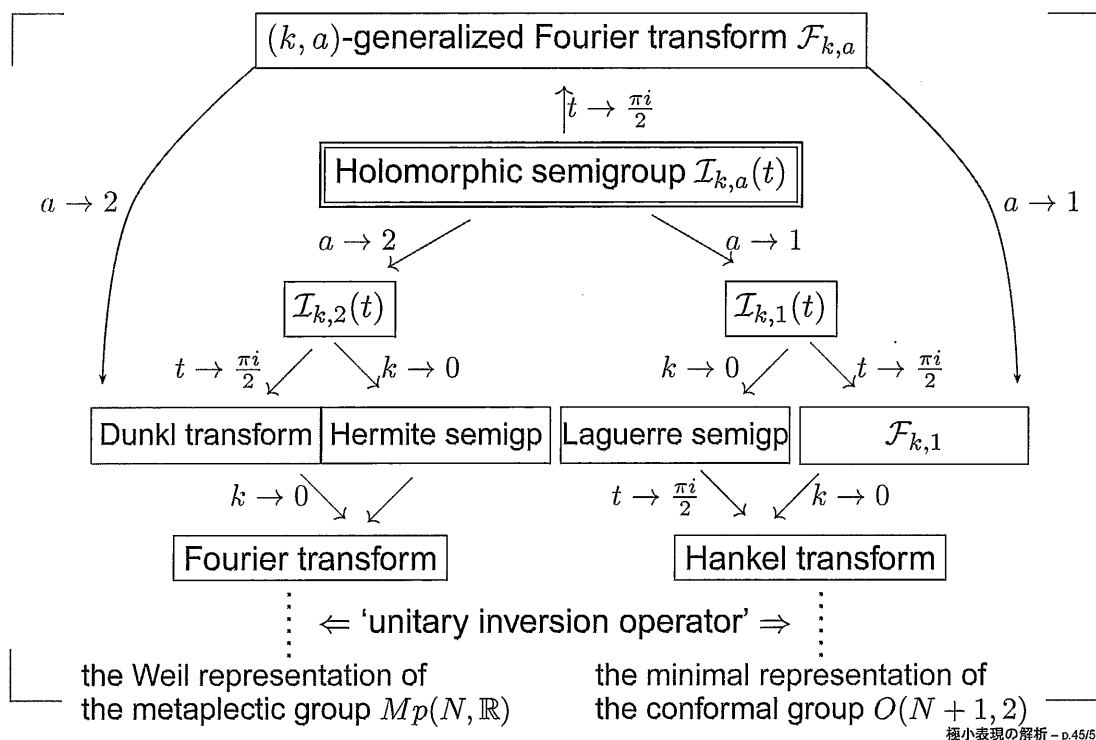 (k, a)-generalized Fourier transform 𝓕_{k,a}
t → πi/2
Holomorphic semigroup 𝓘_{k,a}(t)
a → 2
a → 1
a → 2
a → 1
𝓘_{k,2}(t)
𝓘_{k,1}(t)
t → πi/2
k → 0
k → 0
t → πi/2
Dunkl transform
Hermite semigp
Laguerre semigp
𝓕_{k,1}
k → 0
t → πi/2
k → 0
Fourier transform
Hankel transform
⇐ ‘unitary inversion operator’ ⇒
the Weil representation of
the metaplectic group Mp(N, ℝ)
the minimal representation of
the conformal group O(N + 1, 2)
極小表現の解析 – p.45/5